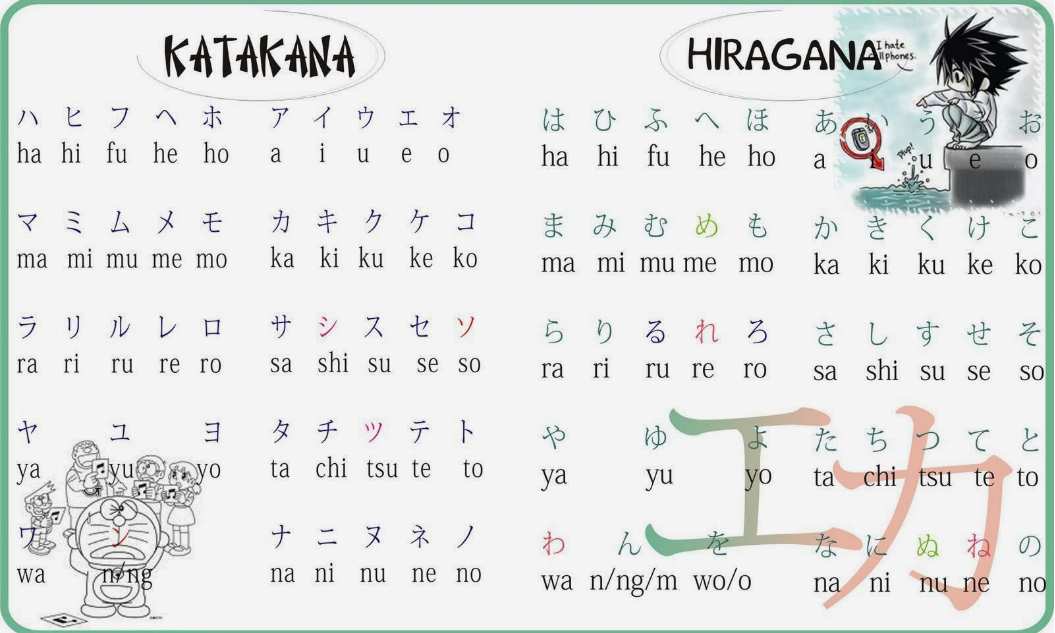 KATAKANA
ハ ヒ フ ヘ ホ ア イ ウ エ オ
ha hi fu he ho a i u e o
マ ミ ム メ モ カ キ ク ケ コ
ma mi mu me mo ka ki ku ke ko
ラ リ ル レ ロ サ シ ス セ ソ
ra ri ru re ro sa shi su se so
ヤ ユ ヨ タ チ ツ テ ト
ya yu yo ta chi tsu te to
ワ ン ナ ニ ヌ ネ ノ
wa n/ng na ni nu ne no
HIRAGANA
I hate
は ひ ふ へ ほ あ い う お
ha hi fu he ho a i u e o
ま み む め も か き く け こ
ma mi mu me mo ka ki ku ke ko
ら り る れ ろ さ し す せ そ
ra ri ru re ro sa shi su se so
や ゆ よ た ち つ て と
ya yu yo ta chi tsu te to
わ ん を な に ぬ ね の
wa n/ng/m wo/o na ni nu ne no
功